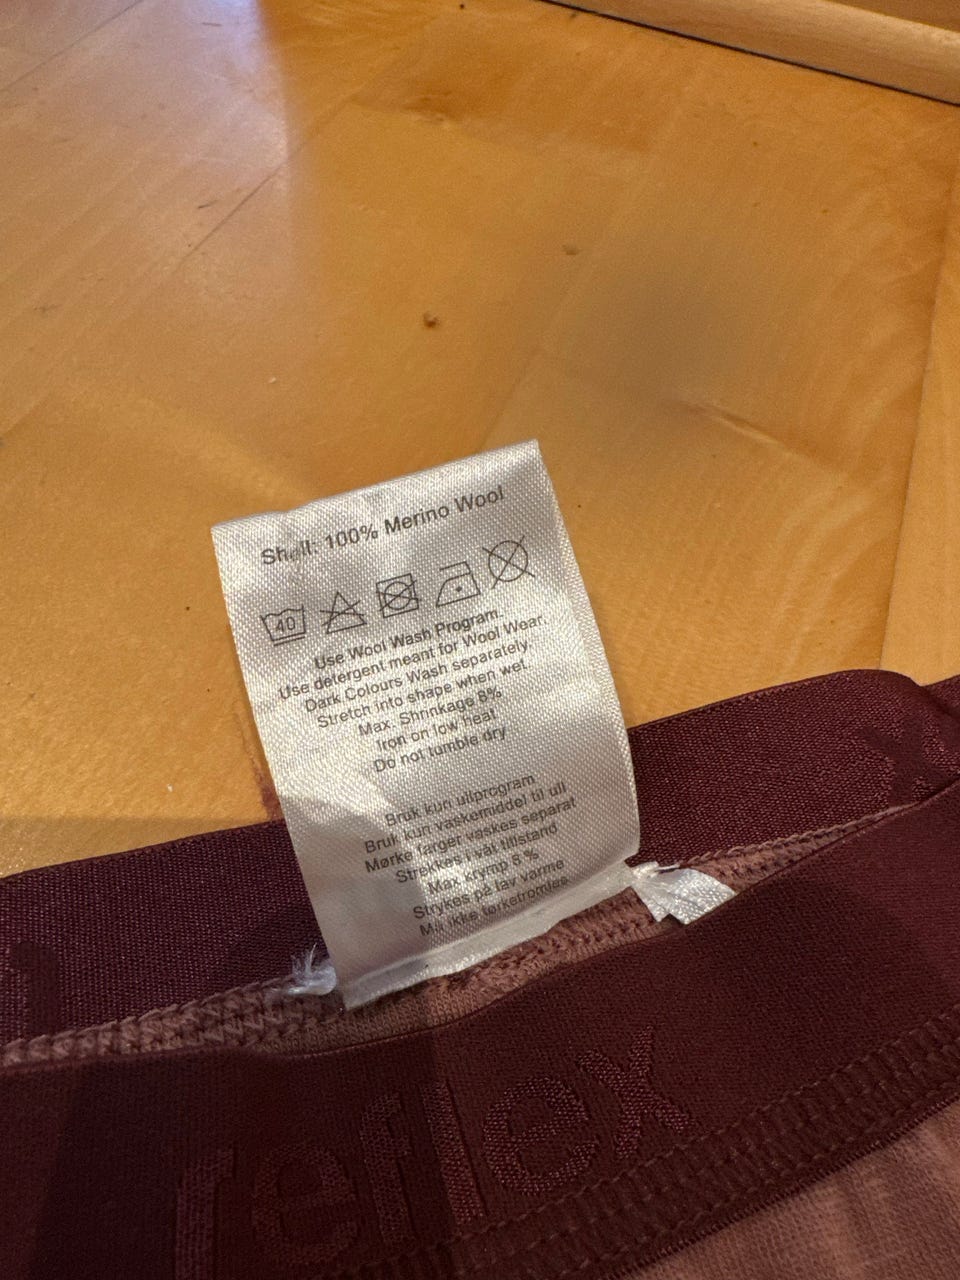 Shell: 100% Merino Wool
40
Use Wool Wash Program.
Use detergent meant for Wool Wear.
Dark Colours Wash separately.
Stretch into shape when wet.
Max. Shrinkage 8%
Iron on low heat
Do not tumble dry
Bruk kun ullprogram
Bruk kun vaskemiddel til ull
Mørke farger vaskes separat
Strekkes i våt tilstand
Max krymp 8 %
Strykes på lav varme
Må ikke tørketromles
reflex